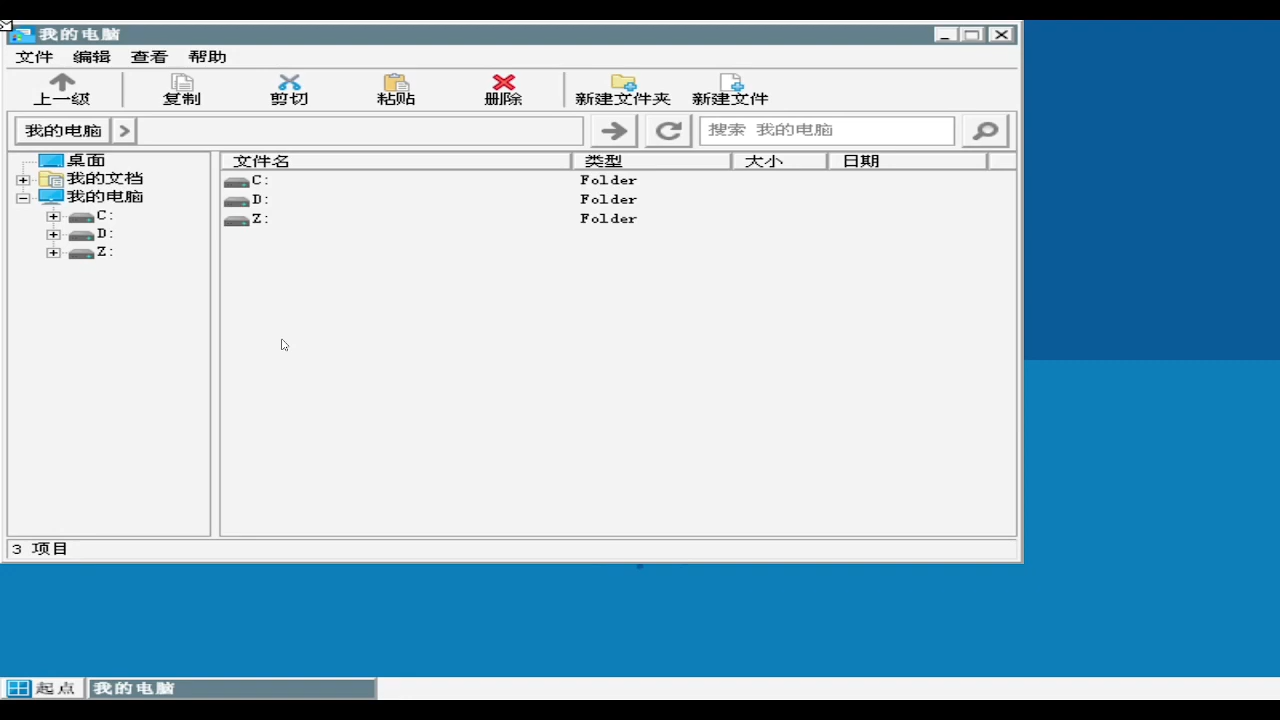 我的电脑
文件 编辑 查看 帮助
上一级 复制 剪切 粘贴 删除 新建文件夹 新建文件
我的电脑 > 搜索 我的电脑
桌面
我的文档
我的电脑
C:
D:
Z:
文件名 类型 大小 日期
C: Folder
D: Folder
Z: Folder
3 项目
起点 我的电脑